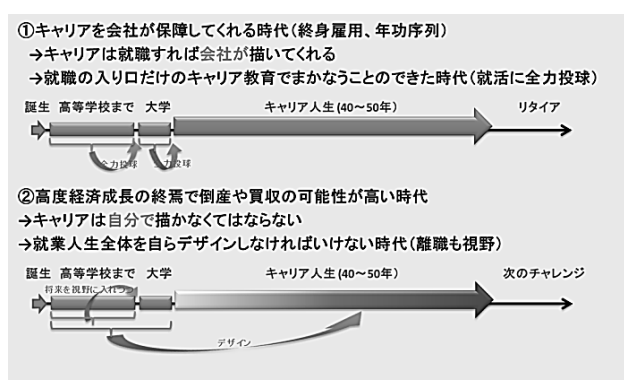 ①キャリアを会社が保障してくれる時代（終身雇用、年功序列）
→キャリアは就職すれば会社が描いてくれる
→就職の入り口だけのキャリア教育でまかなうことのできた時代（就活に全力投球）
誕生 高等学校まで 大学 キャリア人生(40～50年) リタイア
全力投球 全力投球
②高度経済成長の終焉で倒産や買収の可能性が高い時代
→キャリアは自分で描かなくてはならない
→就業人生全体を自らデザインしなければいけない時代（離職も視野）
誕生 高等学校まで 大学 キャリア人生(40～50年) 次のチャレンジ
将来を視野に入れつつ
デザイン